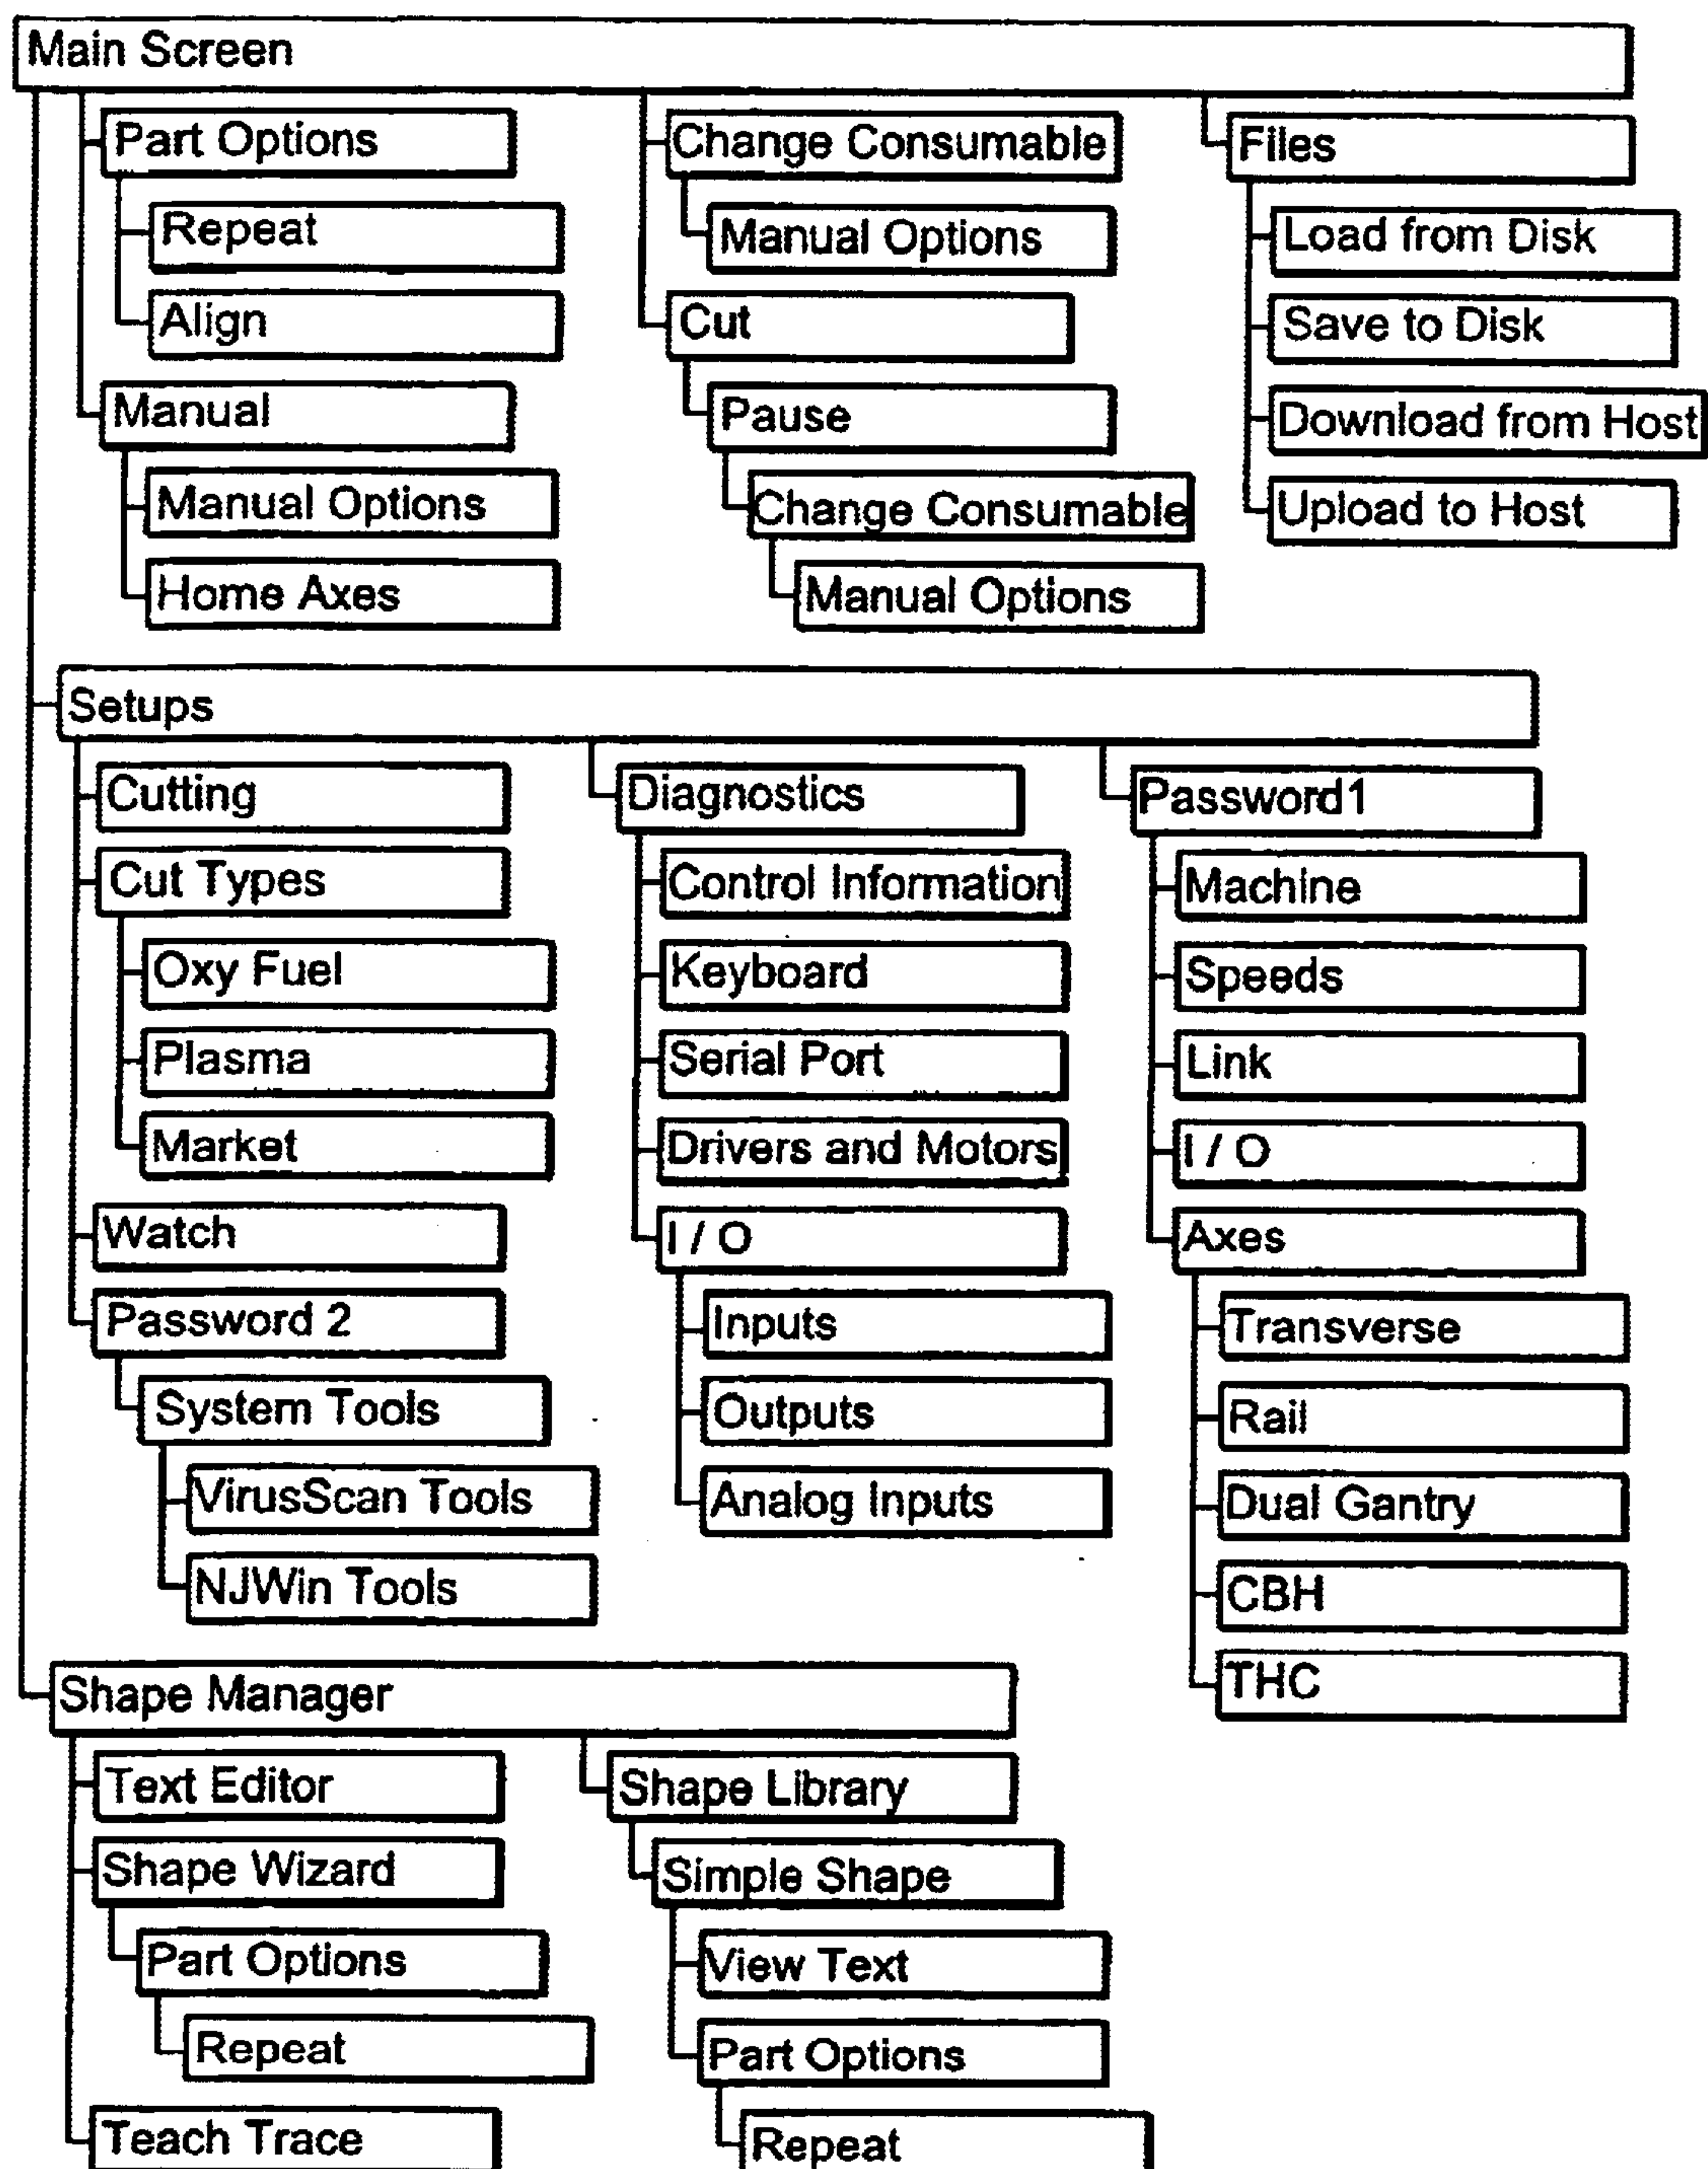 Main Screen
Part Options
Repeat
Align
Manual
Manual Options
Home Axes
Change Consumable
Manual Options
Cut
Pause
Change Consumable
Manual Options
Files
Load from Disk
Save to Disk
Download from Host
Upload to Host
Setups
Cutting
Cut Types
Oxy Fuel
Plasma
Market
Watch
Password 2
System Tools
VirusScan Tools
NJWin Tools
Diagnostics
Control Information
Keyboard
Serial Port
Drivers and Motors
I / O
Inputs
Outputs
Analog Inputs
Password1
Machine
Speeds
Link
I / O
Axes
Transverse
Rail
Dual Gantry
CBH
THC
Shape Manager
Text Editor
Shape Wizard
Part Options
Repeat
Teach Trace
Shape Library
Simple Shape
View Text
Part Options
Repeat